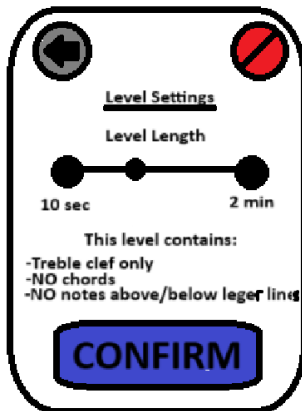 Level Settings
Level Length
10 sec
2 min
This level contains:
-Treble clef only
-NO chords
-NO notes above/below leger lines
CONFIRM